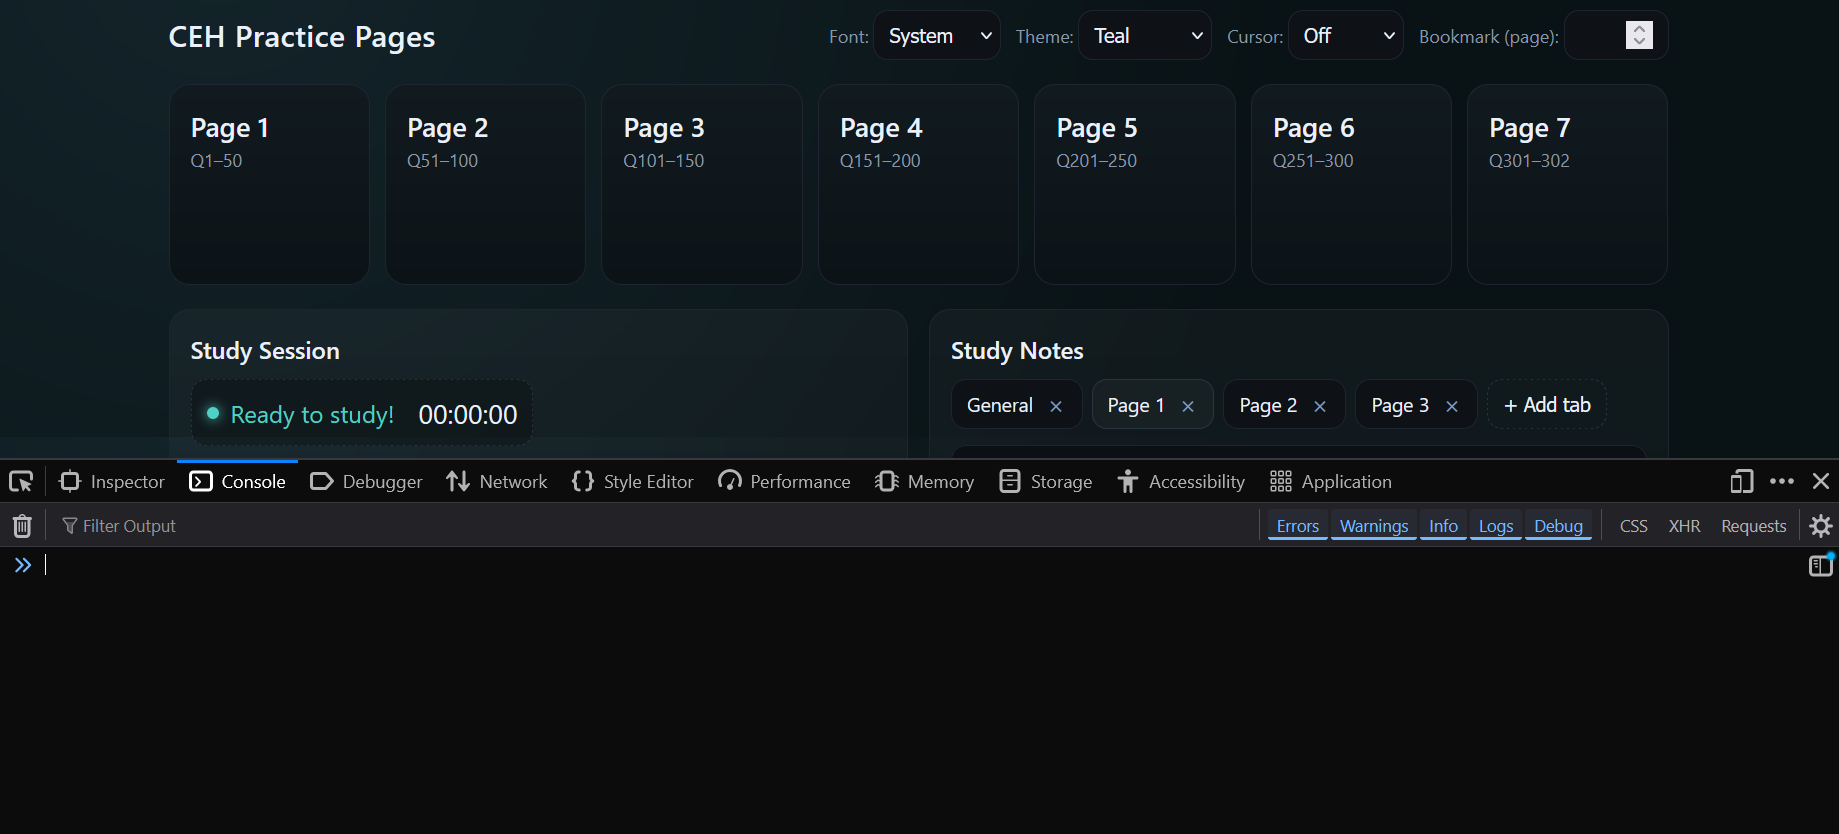 CEH Practice Pages
Font: System Theme: Teal Cursor: Off Bookmark (page):
Page 1 Page 2 Page 3 Page 4 Page 5 Page 6 Page 7
Q1–50 Q51–100 Q101–150 Q151–200 Q201–250 Q251–300 Q301–302
Study Session
Ready to study! 00:00:00
Study Notes
General × Page 1 × Page 2 × Page 3 × + Add tab
Inspector Console Debugger Network Style Editor Performance Memory Storage Accessibility Application
Filter Output Errors Warnings Info Logs Debug CSS XHR Requests